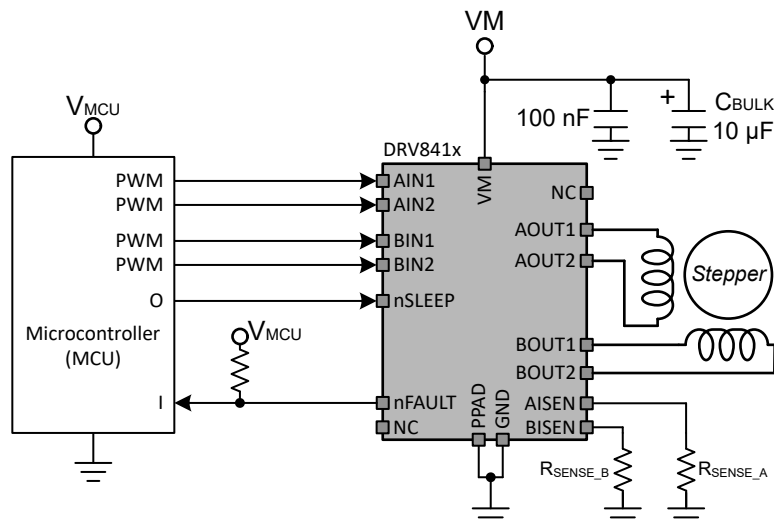 VM
VMCU
100 nF
+
CBULK
10 µF
DRV841x
PWM
AIN1
VM
NC
PWM
AIN2
AOUT1
PWM
BIN1
AOUT2
Stepper
PWM
BIN2
O
nSLEEP
Microcontroller
(MCU)
VMCU
BOUT1
BOUT2
I
nFAULT
PPAD
GND
AISEN
NC
BISEN
RSENSE_B
RSENSE_A